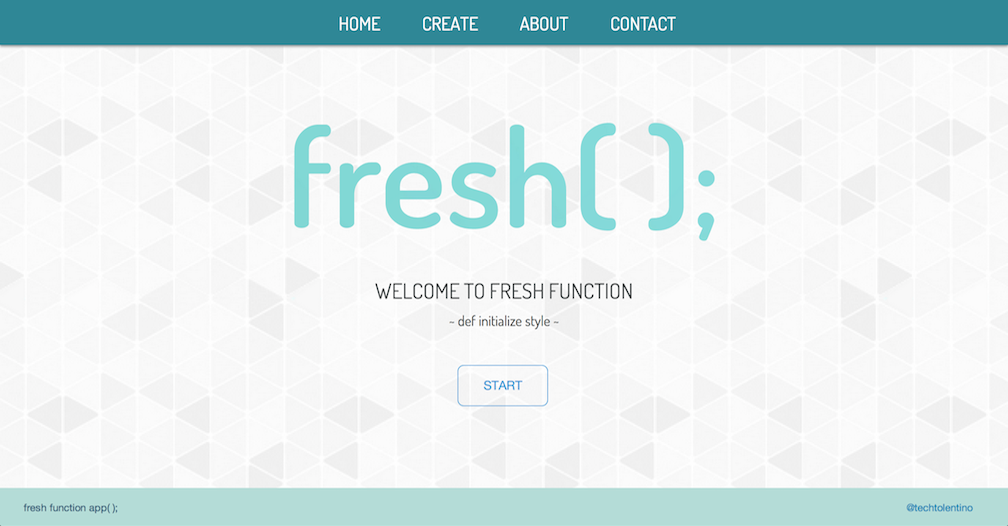 HOME CREATE ABOUT CONTACT
fresh( );
WELCOME TO FRESH FUNCTION
~ def initialize style ~
START
fresh function app( ); @techtolentino